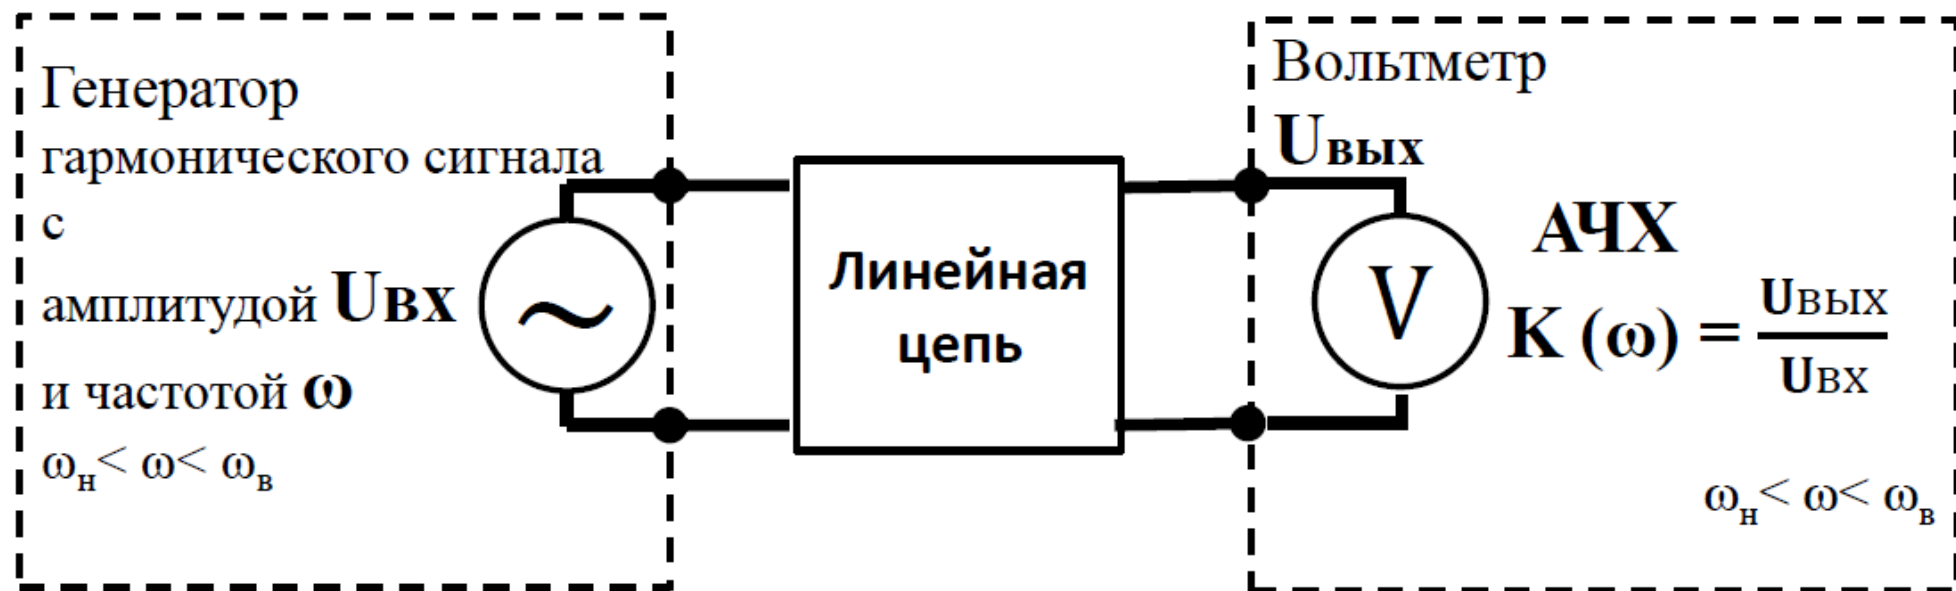 Генератор
гармонического сигнала
с
амплитудой Uвх
и частотой ω
ωн< ω< ωв
~
Линейная
цепь
Вольтметр
Uвых
V
АЧХ
K (ω) = Uвых
Uвх
ωн< ω< ωв